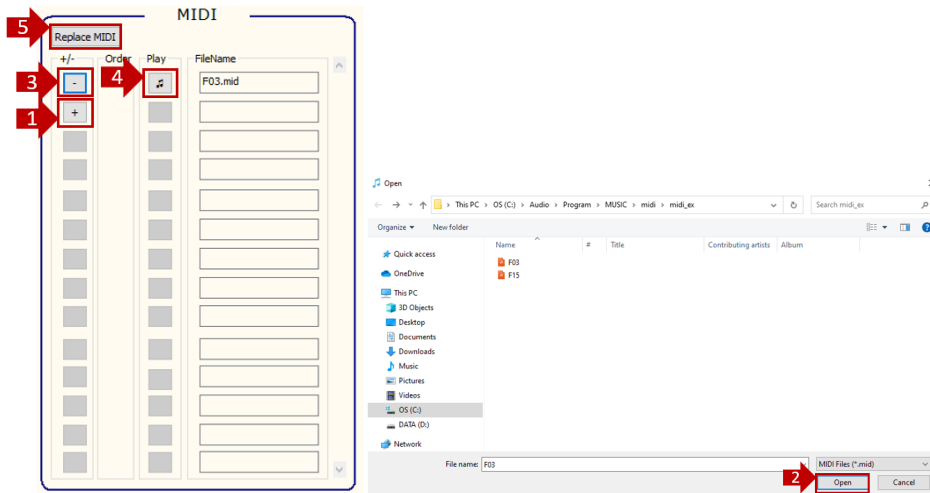 MIDI
5
Replace MIDI
+/-
Order
Play
FileName
3
-
4
F03.mid
1
+
Open
This PC > OS (C:) > Audio > Program > MUSIC > midi > midi_ex
Search midi_ex
Organize
New folder
Name
#
Title
Contributing artists
Album
Quick access
F03
OneDrive
F15
This PC
3D Objects
Desktop
Documents
Downloads
Music
Pictures
Videos
OS (C:)
DATA (D:)
Network
File name:
F03
MIDI Files (*.mid)
2
Open
Cancel